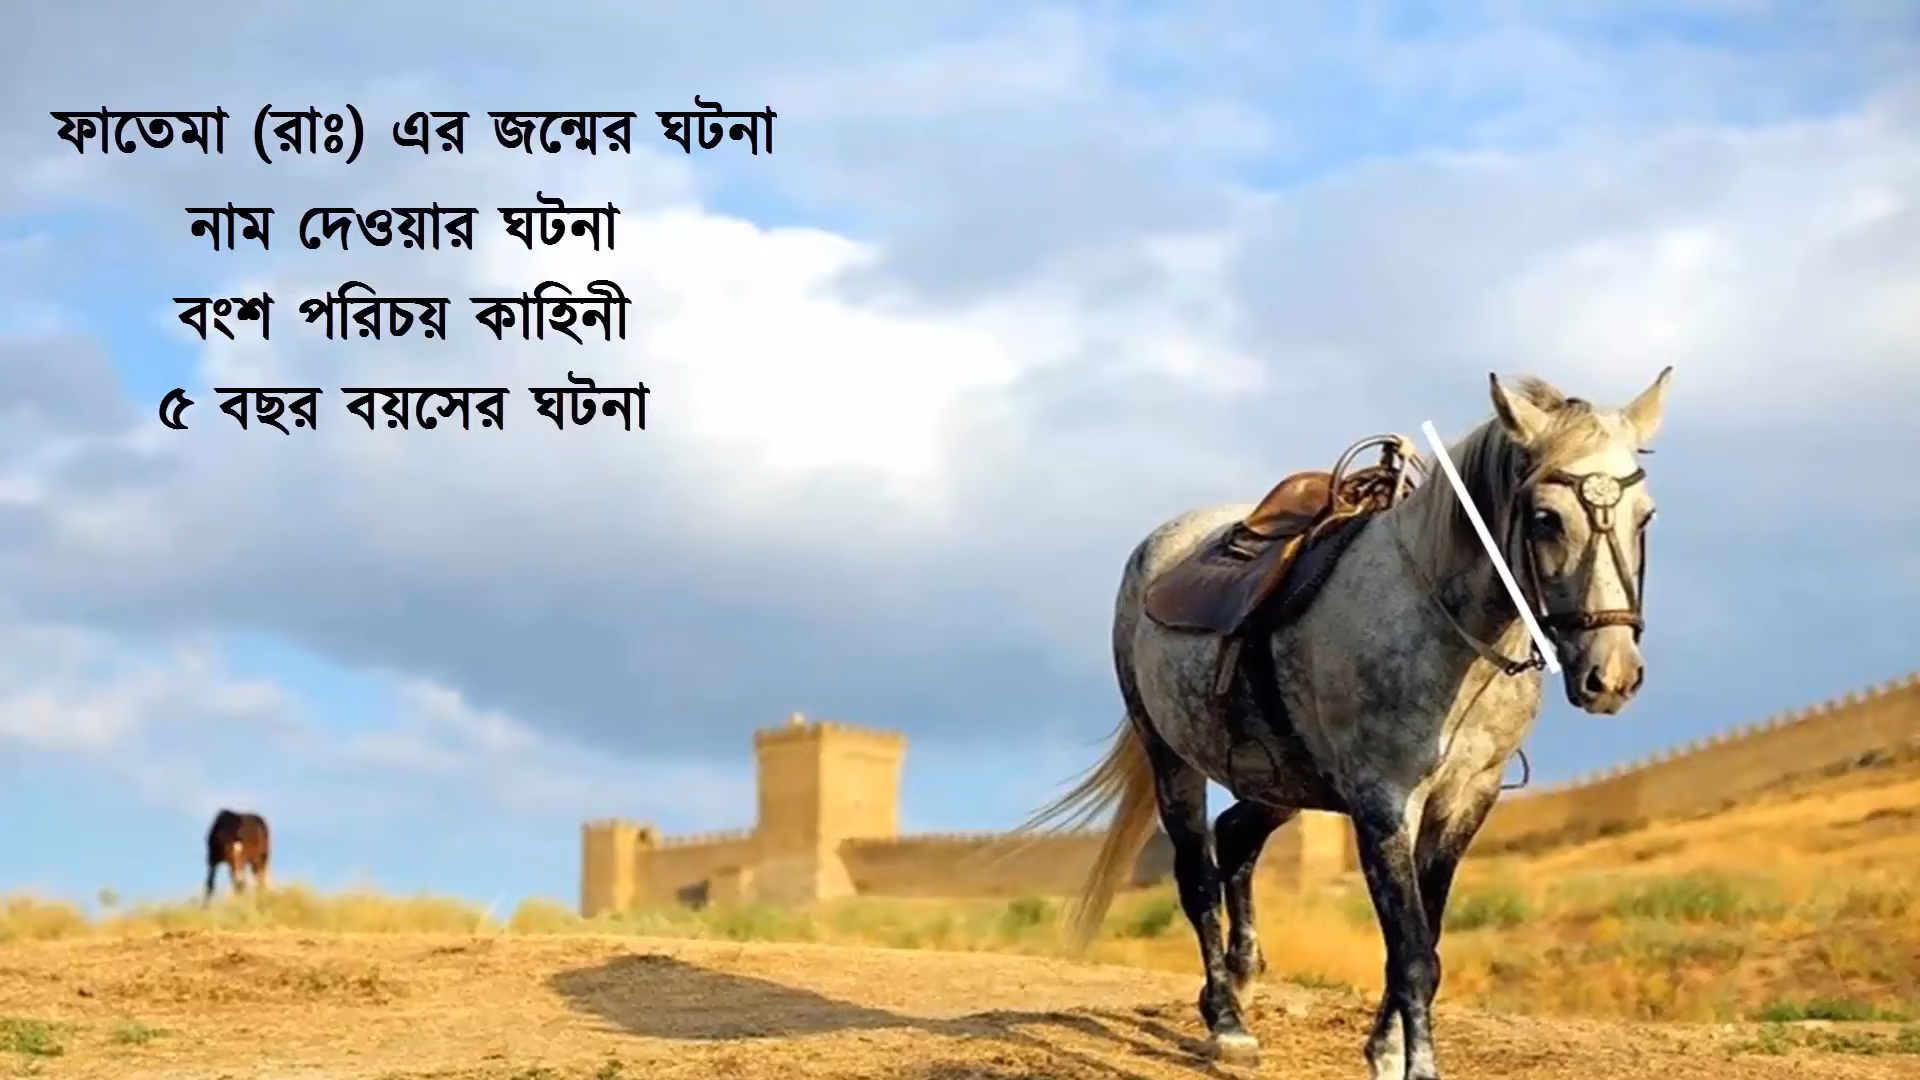 ফাতেমা (রাঃ) এর জন্মের ঘটনা
নাম দেওয়ার ঘটনা
বংশ পরিচয় কাহিনী
৫ বছর বয়সের ঘটনা